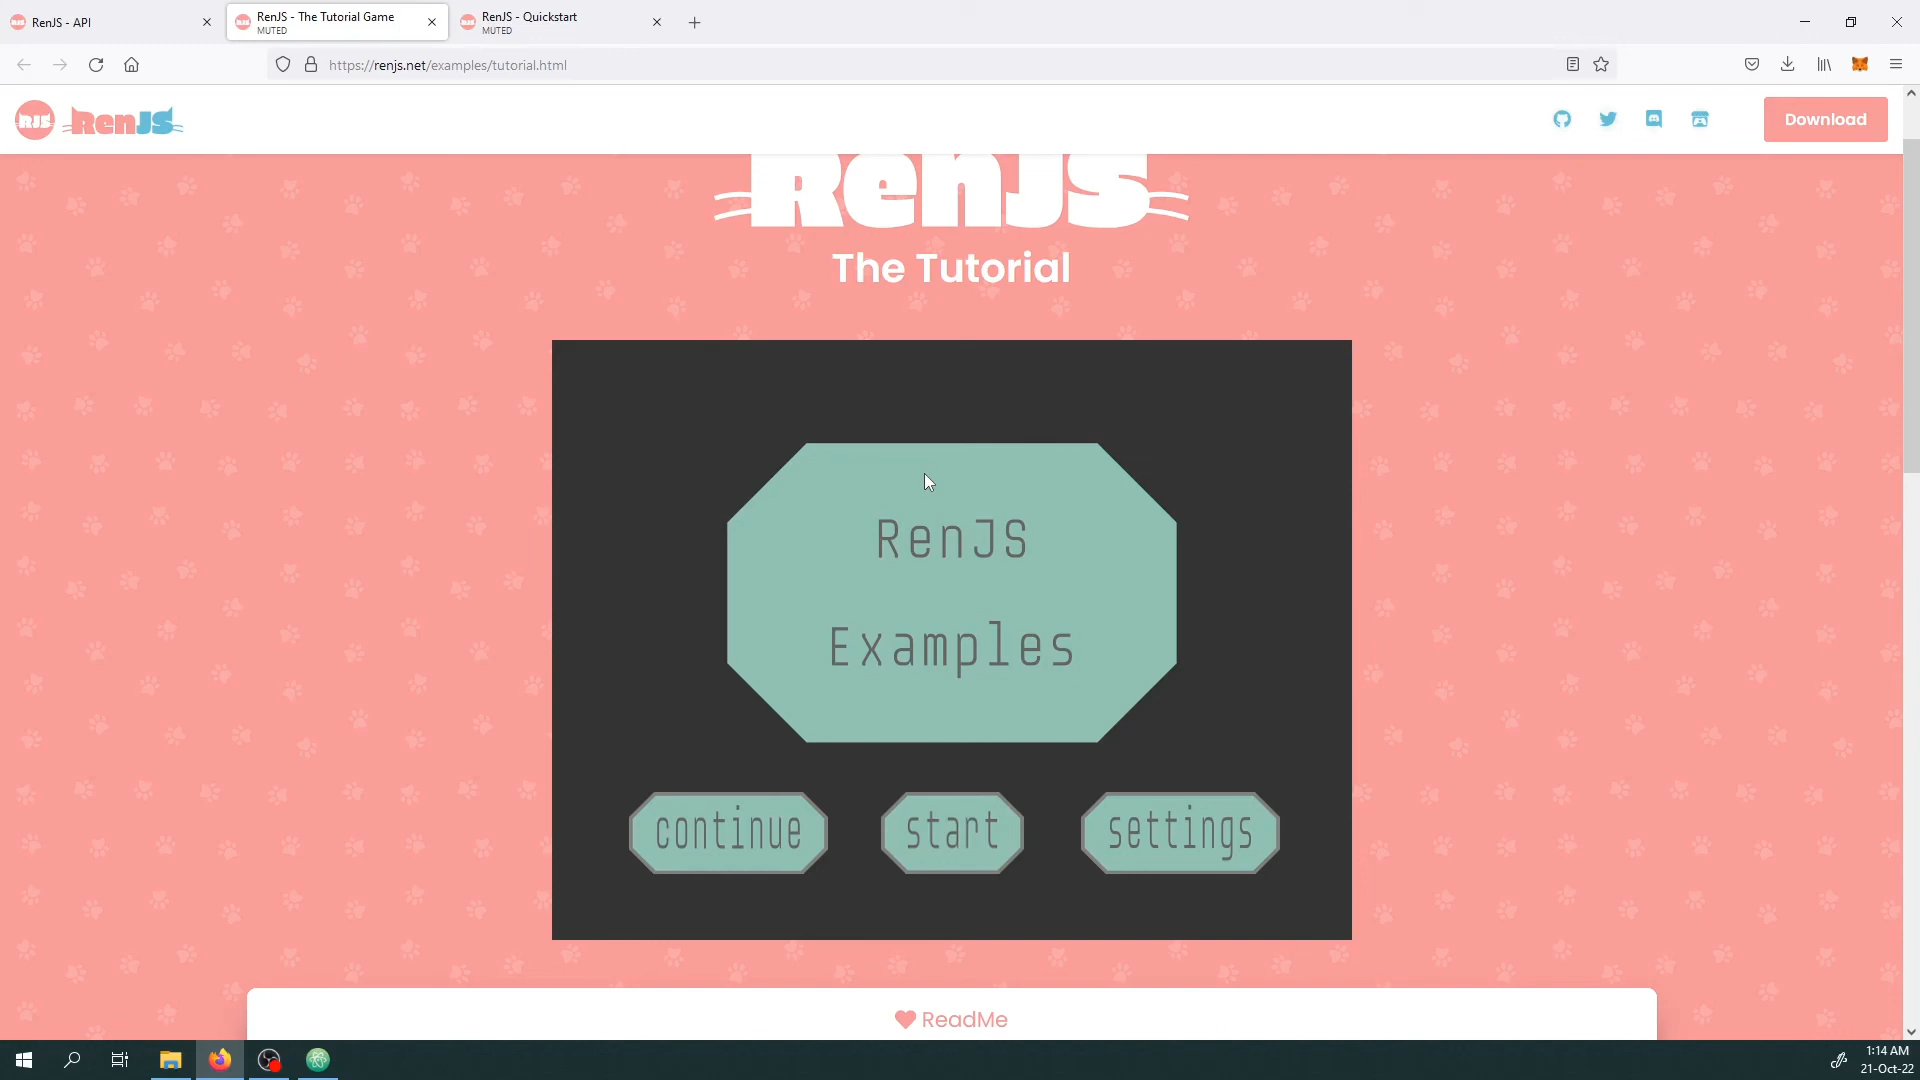 RenJS - API
RenJS - The Tutorial Game
MUTED
RenJS - Quickstart
MUTED
https://renjs.net/examples/tutorial.html
RJS RenJS
Download
RenJS
The Tutorial
RenJS
Examples
continue
start
settings
ReadMe
1:14 AM
21-Oct-22